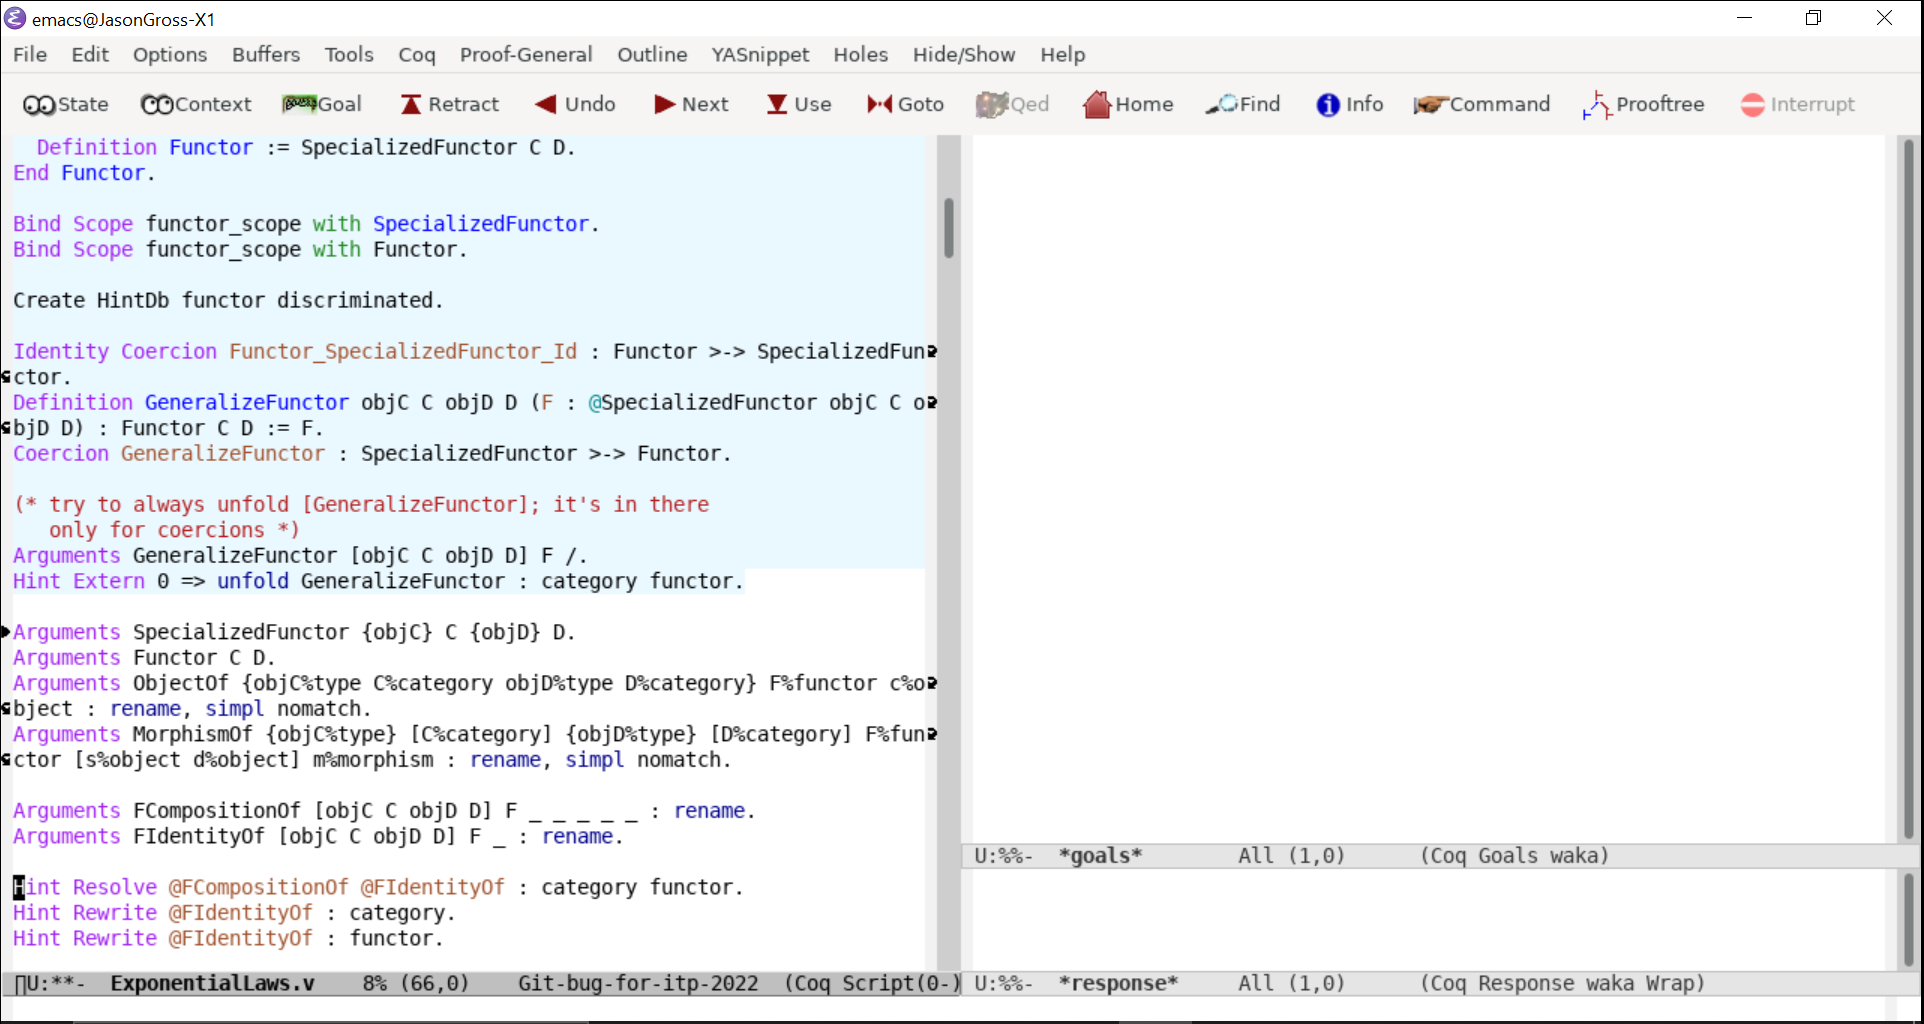 emacs@JasonGross-X1
File Edit Options Buffers Tools Coq Proof-General Outline YASnippet Holes Hide/Show Help
State Context Goal Retract Undo Next Use Goto Qed Home Find Info Command Prooftree Interrupt
  Definition Functor := SpecializedFunctor C D.
End Functor.
Bind Scope functor_scope with SpecializedFunctor.
Bind Scope functor_scope with Functor.
Create HintDb functor discriminated.
Identity Coercion Functor_SpecializedFunctor_Id : Functor >-> SpecializedFun
ctor.
Definition GeneralizeFunctor objC C objD D (F : @SpecializedFunctor objC C o
bjD D) : Functor C D := F.
Coercion GeneralizeFunctor : SpecializedFunctor >-> Functor.
(* try to always unfold [GeneralizeFunctor]; it's in there
   only for coercions *)
Arguments GeneralizeFunctor [objC C objD D] F /.
Hint Extern 0 => unfold GeneralizeFunctor : category functor.
Arguments SpecializedFunctor {objC} C {objD} D.
Arguments Functor C D.
Arguments ObjectOf {objC%type C%category objD%type D%category} F%functor c%o
bject : rename, simpl nomatch.
Arguments MorphismOf {objC%type} [C%category] {objD%type} [D%category] F%fun
ctor [s%object d%object] m%morphism : rename, simpl nomatch.
Arguments FCompositionOf [objC C objD D] F _ _ _ _ _ : rename.
Arguments FIdentityOf [objC C objD D] F _ : rename.
Hint Resolve @FCompositionOf @FIdentityOf : category functor.
Hint Rewrite @FIdentityOf : category.
Hint Rewrite @FIdentityOf : functor.
U:**-  ExponentialLaws.v    8% (66,0)    Git-bug-for-itp-2022  (Coq Script(0-)
U:%%-  *goals*        All (1,0)      (Coq Goals waka)
U:%%-  *response*     All (1,0)      (Coq Response waka Wrap)